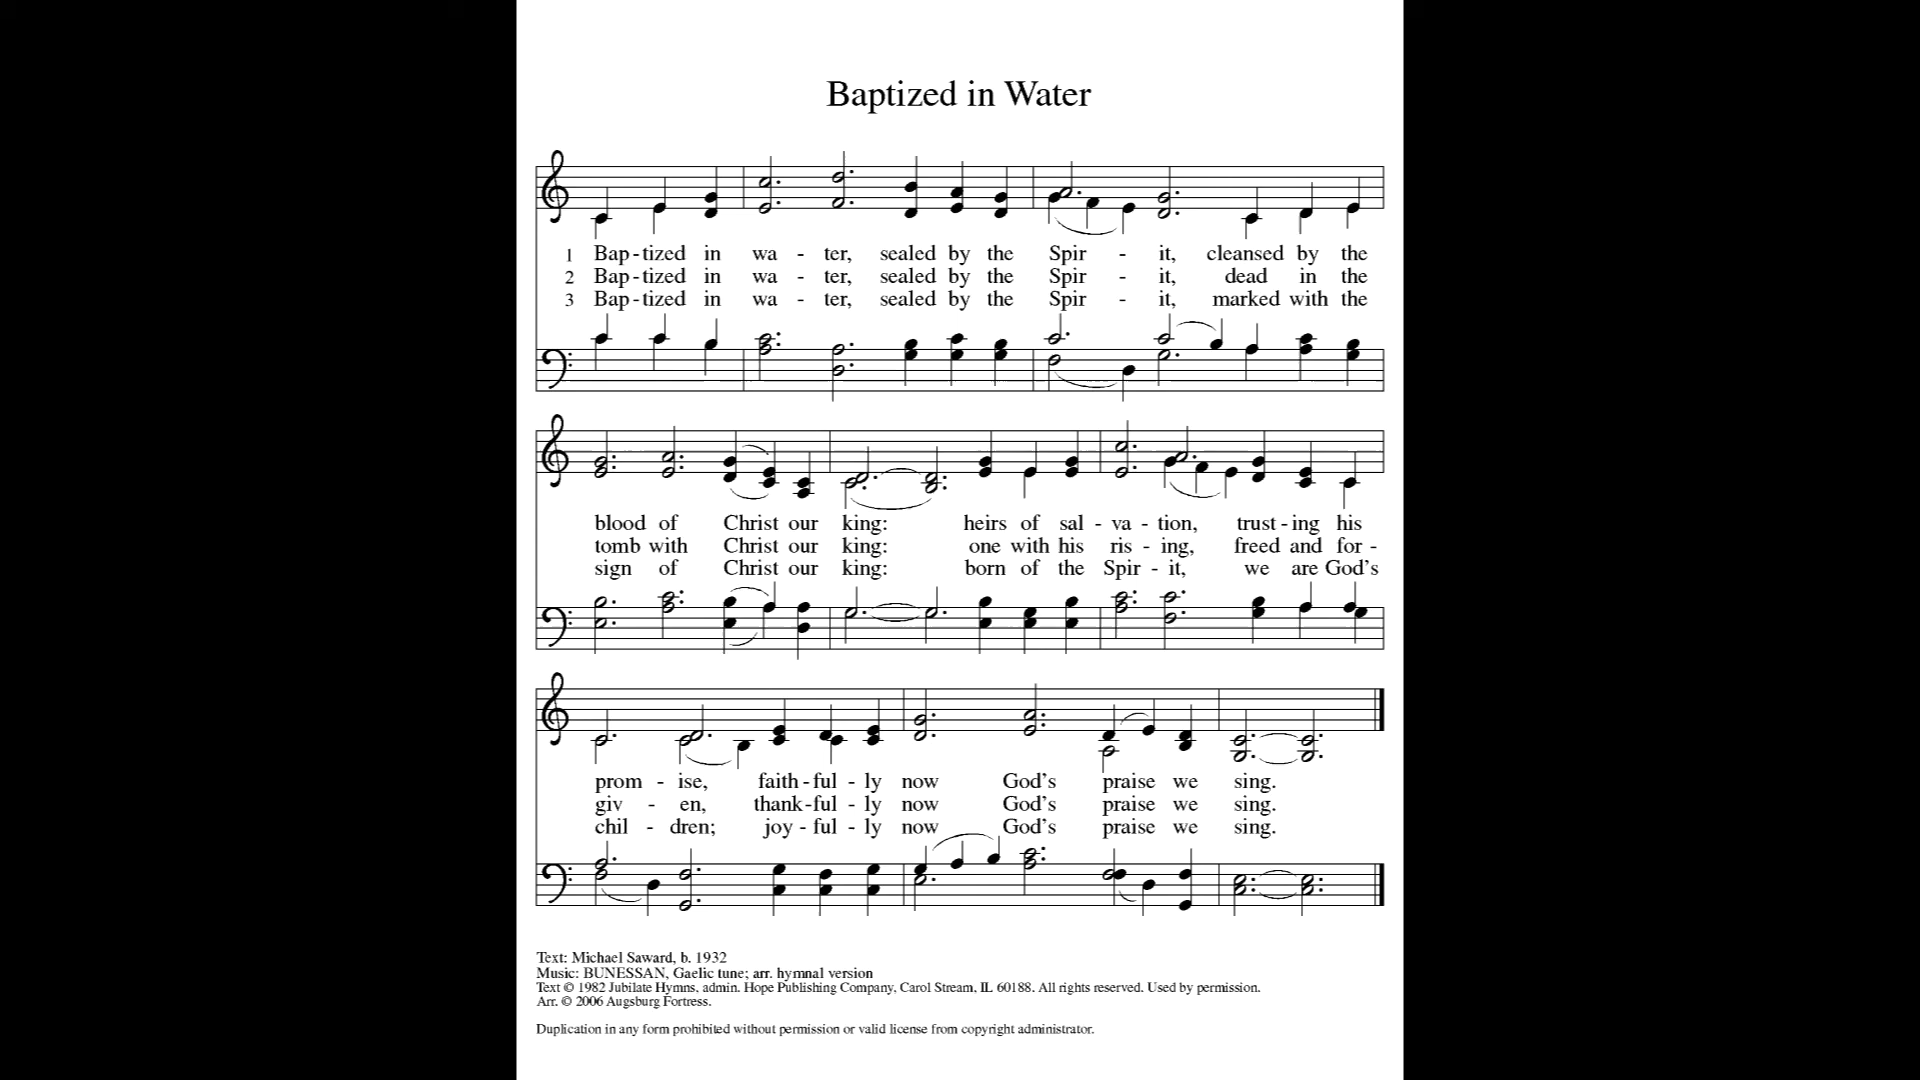 Baptized in Water
1 Bap - tized in wa - ter, sealed by the Spir - it, cleansed by the
2 Bap - tized in wa - ter, sealed by the Spir - it, dead in the
3 Bap - tized in wa - ter, sealed by the Spir - it, marked with the
blood of Christ our king: heirs of sal - va - tion, trust - ing his
tomb with Christ our king: one with his ris - ing, freed and for -
sign of Christ our king: born of the Spir - it, we are God's
prom - ise, faith - ful - ly now God's praise we sing.
giv - en, thank - ful - ly now God's praise we sing.
chil - dren; joy - ful - ly now God's praise we sing.
Text: Michael Saward, b. 1932
Music: BUNESSAN, Gaelic tune; arr. hymnal version
Text © 1982 Jubilate Hymns, admin. Hope Publishing Company, Carol Stream, IL 60188. All rights reserved. Used by permission.
Arr. © 2006 Augsburg Fortress.
Duplication in any form prohibited without permission or valid license from copyright administrator.